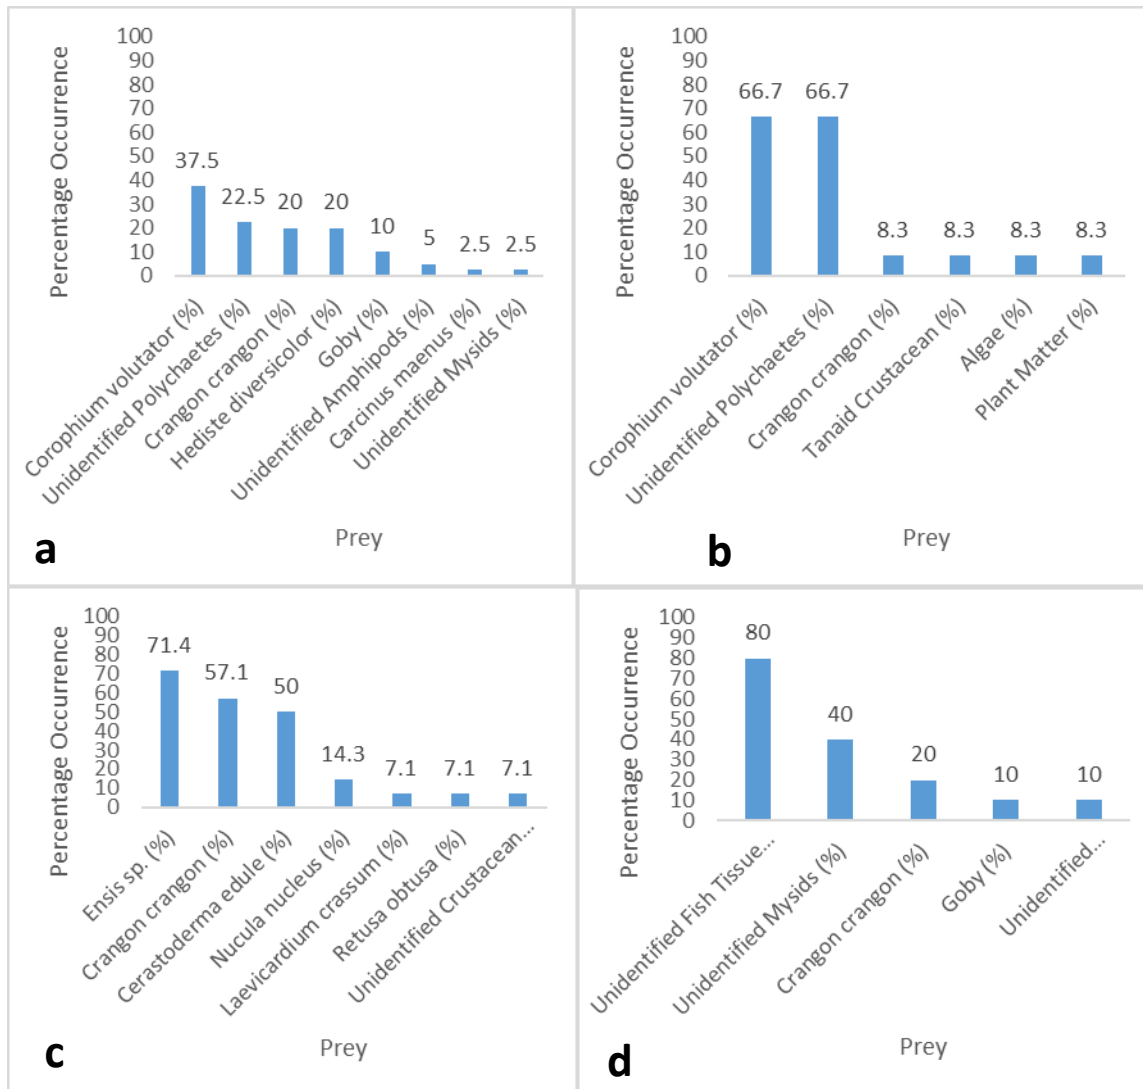 Percentage Occurrence
100
90
80
70
60
50
40
30
20
10
0
37.5
22.5
20
20
10
5
2.5
2.5
Corophium volutator (%)
Unidentified Polychaetes (%)
Crangon crangon (%)
Hediste diversicolor (%)
Goby (%)
Unidentified Amphipods (%)
Carcinus maenus (%)
Unidentified Mysids (%)
Prey
a
Percentage Occurrence
100
90
80
70
60
50
40
30
20
10
0
66.7
66.7
8.3
8.3
8.3
8.3
Corophium volutator (%)
Unidentified Polychaetes (%)
Crangon crangon (%)
Tanaid Crustacean (%)
Algae (%)
Plant Matter (%)
Prey
b
Percentage Occurrence
100
90
80
70
60
50
40
30
20
10
0
71.4
57.1
50
14.3
7.1
7.1
7.1
Ensis sp. (%)
Crangon crangon (%)
Cerastoderma edule (%)
Nucula nucleus (%)
Laevicardium crassum (%)
Retusa obtusa (%)
Unidentified Crustacean...
Prey
c
Percentage Occurrence
100
90
80
70
60
50
40
30
20
10
0
80
40
20
10
10
Unidentified Fish Tissue...
Unidentified Mysids (%)
Crangon crangon (%)
Goby (%)
Unidentified...
Prey
d